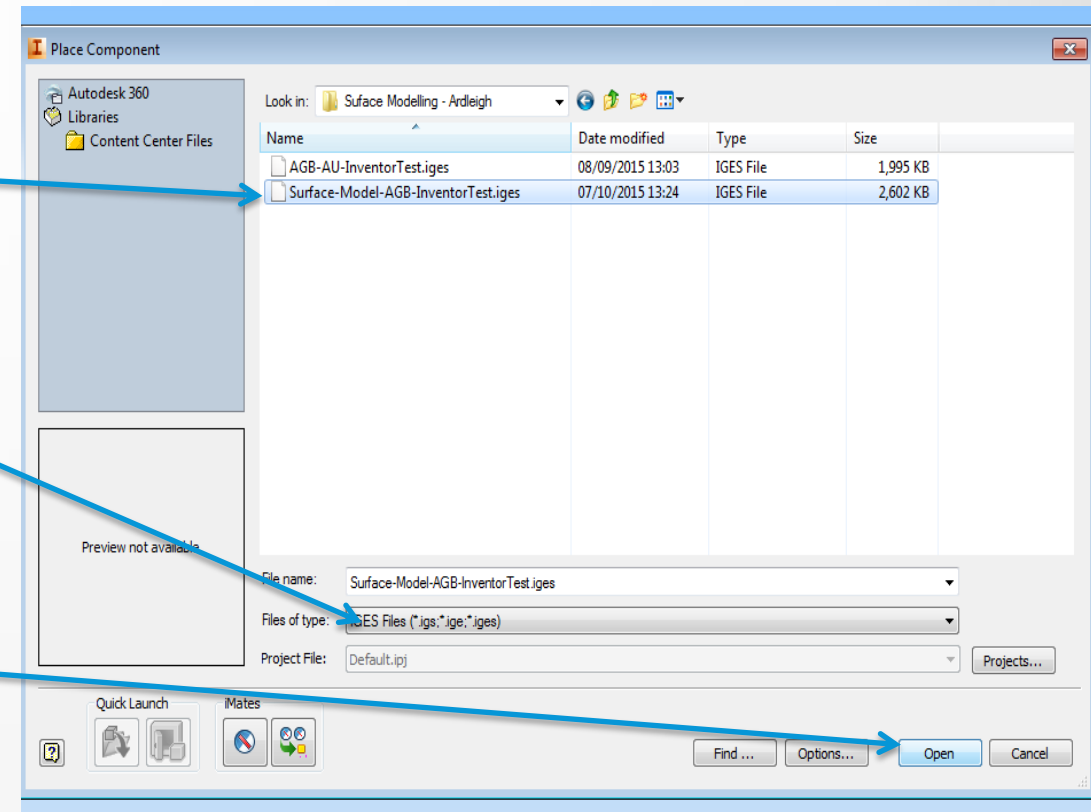 Place Component
Autodesk 360
Libraries
Content Center Files
Look in: Suface Modelling - Ardleigh
Name Date modified Type Size
AGB-AU-InventorTest.iges 08/09/2015 13:03 IGES File 1,995 KB
Surface-Model-AGB-InventorTest.iges 07/10/2015 13:24 IGES File 2,602 KB
Preview not available
File name: Surface-Model-AGB-InventorTest.iges
Files of type: IGES Files (*.igs;*.ige;*.iges)
Project File: Default.ipj Projects...
Quick Launch iMates
Find ... Options... Open Cancel